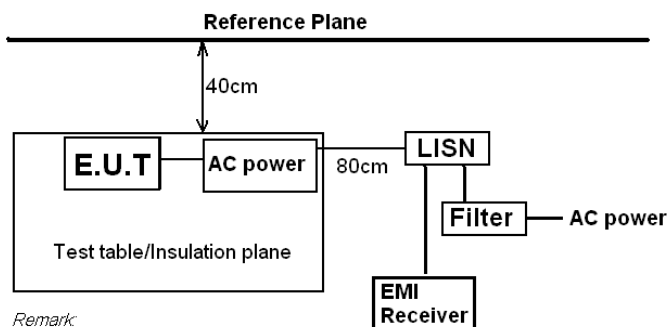 Reference Plane
40cm
E.U.T
AC power
80cm
LISN
Filter
AC power
Test table/Insulation plane
EMI
Receiver
Remark: